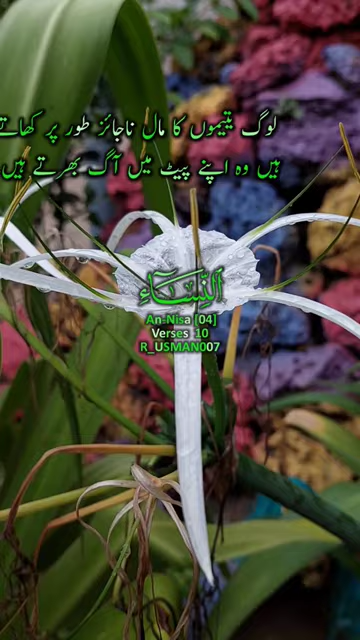 لوگ یتیموں کا مال ناجائز طور پر کھاتے
ہیں وہ اپنے پیٹ میں آگ بھرتے ہیں
النساء
An-Nisa [04]
Verses 10
R_USMAN007